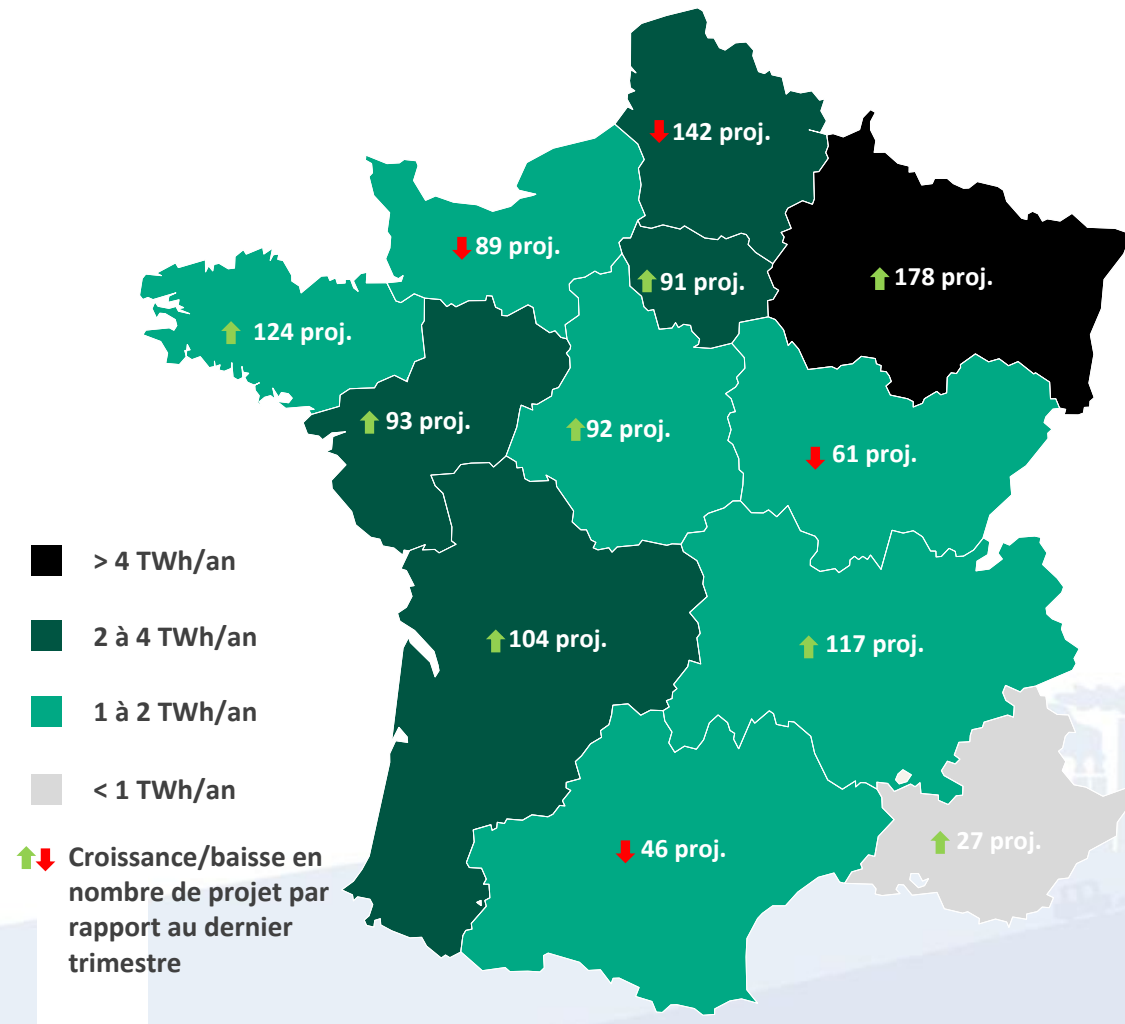 142 proj.
89 proj.
91 proj.
178 proj.
124 proj.
93 proj.
92 proj.
61 proj.
104 proj.
117 proj.
46 proj.
27 proj.
> 4 TWh/an
2 à 4 TWh/an
1 à 2 TWh/an
< 1 TWh/an
Croissance/baisse en
nombre de projet par
rapport au dernier
trimestre